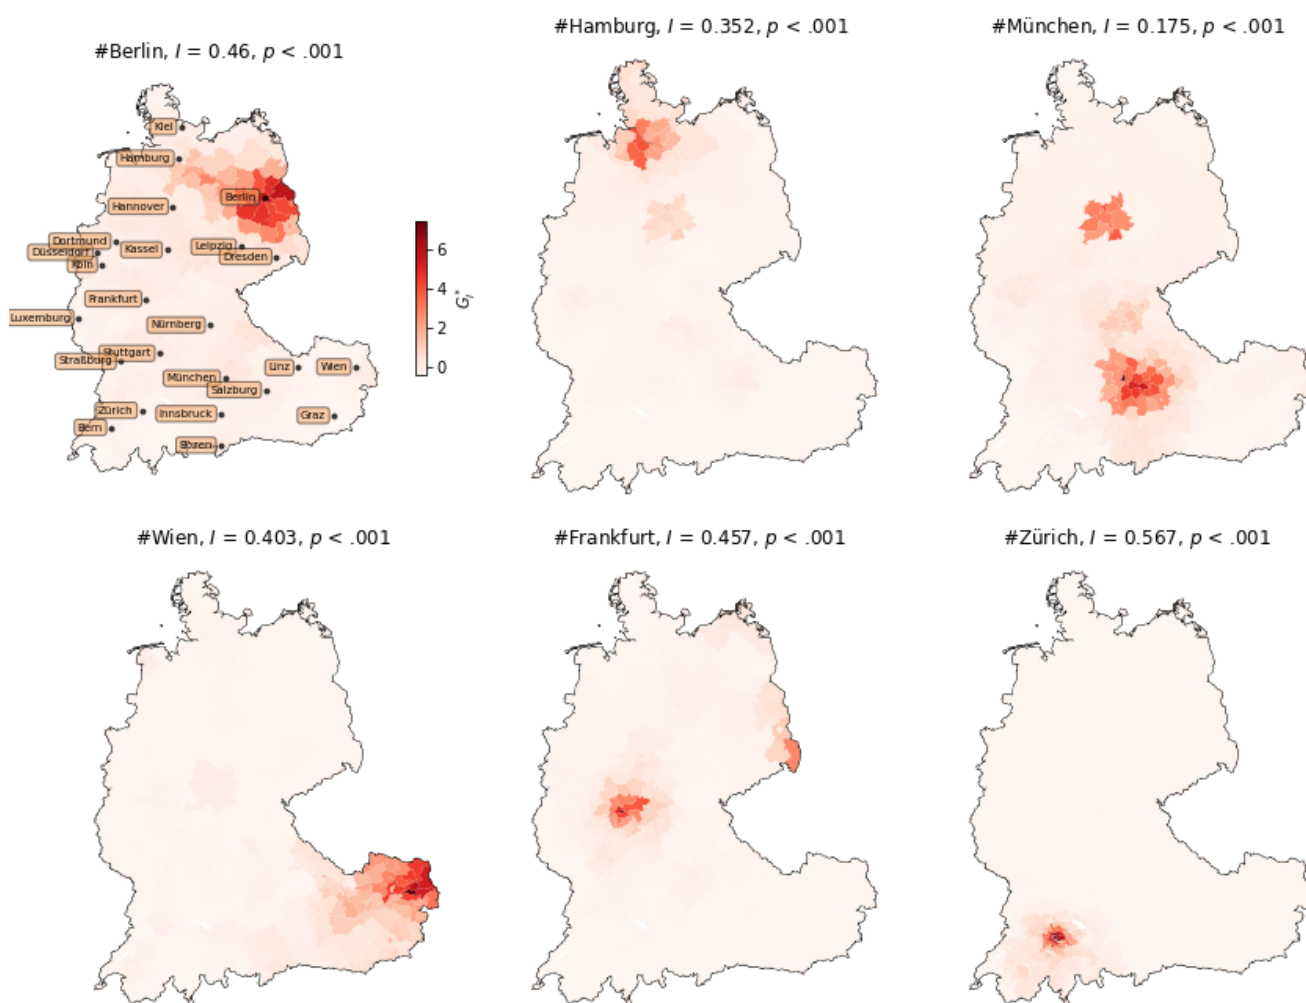 #Berlin, I = 0.46, p < .001
#Hamburg, I = 0.352, p < .001
#München, I = 0.175, p < .001
Kiel
Hamburg
Berlin
Hannover
Dortmund
Düsseldorf
Köln
Kassel
Leipzig
Dresden
Frankfurt
Luxemburg
Nürnberg
Stuttgart
Straßburg
München
Linz
Wien
Salzburg
Zürich
Innsbruck
Graz
Bern
Bozen
6
4
2
0
G*i
#Wien, I = 0.403, p < .001
#Frankfurt, I = 0.457, p < .001
#Zürich, I = 0.567, p < .001